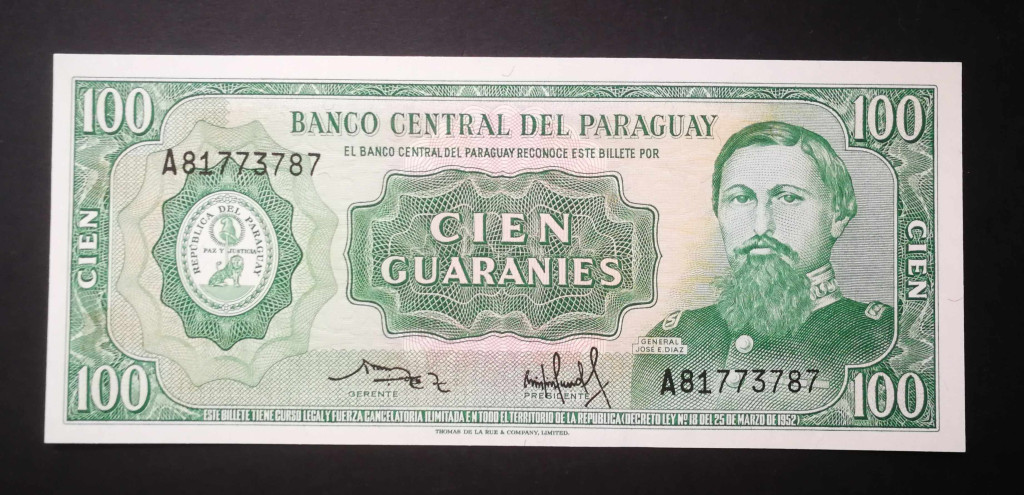 100
100
BANCO CENTRAL DEL PARAGUAY
EL BANCO CENTRAL DEL PARAGUAY RECONOCE ESTE BILLETE POR
A81773787
REPÚBLICA DEL PARAGUAY
PAZ Y JUSTICIA
CIEN
CIEN
GUARANIES
CIEN
GENERAL
JOSE E. DIAZ
A81773787
GERENTE
PRESIDENTE
100
100
ESTE BILLETE TIENE CURSO LEGAL Y FUERZA CANCELATORIA ILIMITADA EN TODO EL TERRITORIO DE LA REPUBLICA (DECRETO LEY Nº 18 DEL 25 DE MARZO DE 1952)
THOMAS DE LA RUE & COMPANY, LIMITED.